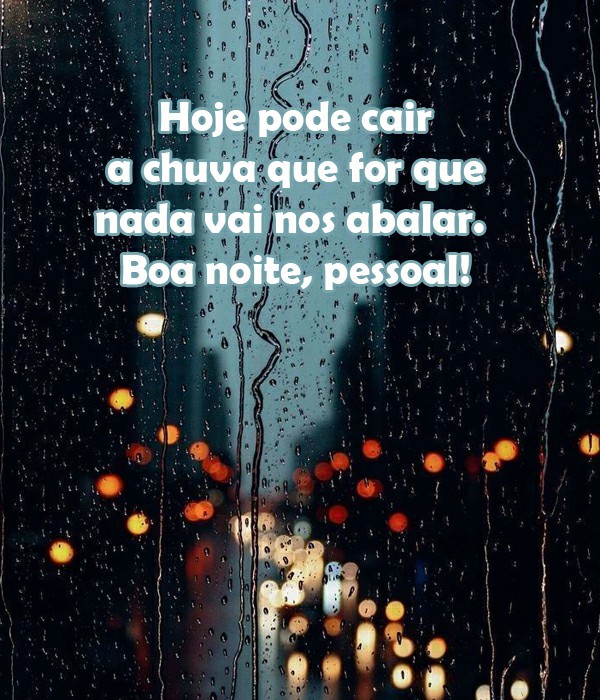 Hoje pode cair
a chuva que for que
nada vai nos abalar.
Boa noite, pessoal!